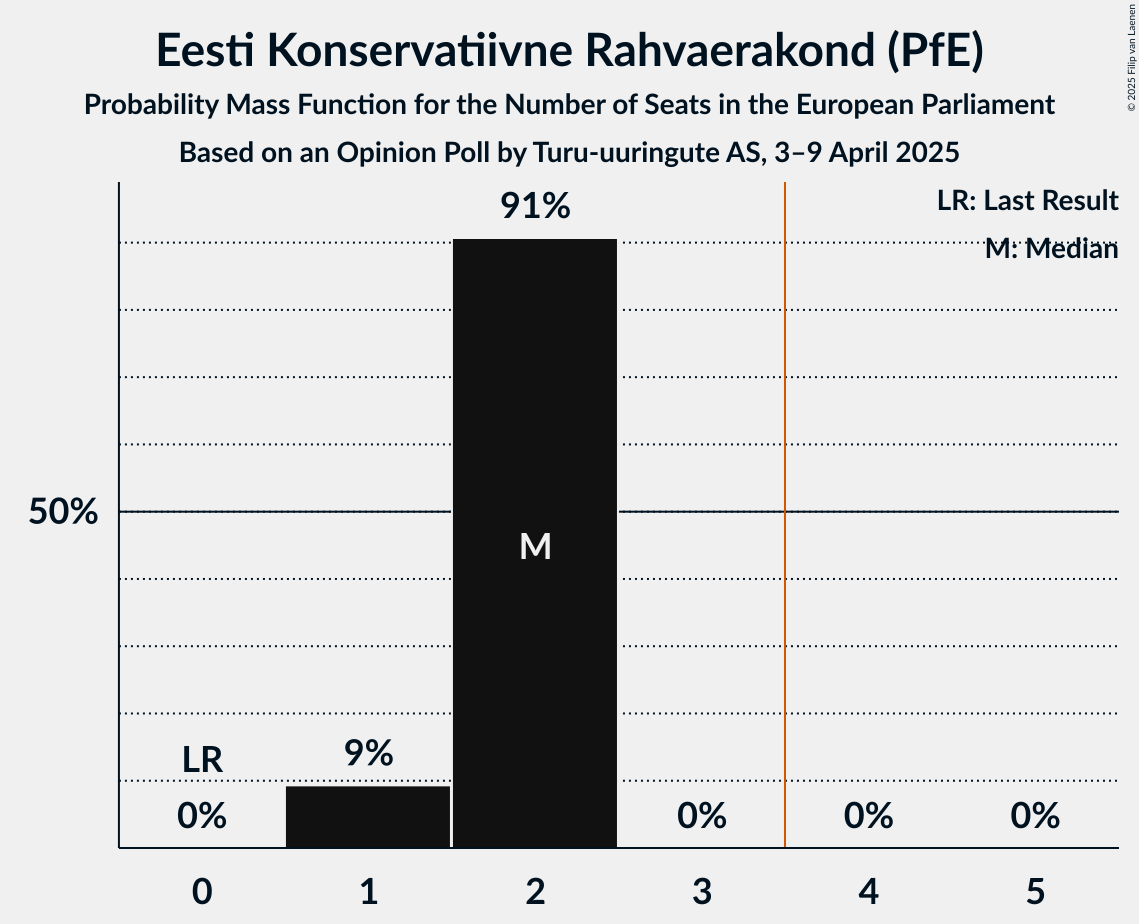 Eesti Konservatiivne Rahvaerakond (PfE)
Probability Mass Function for the Number of Seats in the European Parliament
Based on an Opinion Poll by Turu-uuringute AS, 3–9 April 2025
© 2025 Filip van Laenen
LR: Last Result
M: Median
91%
50%
M
LR
9%
0%
0%
0%
0%
0 1 2 3 4 5